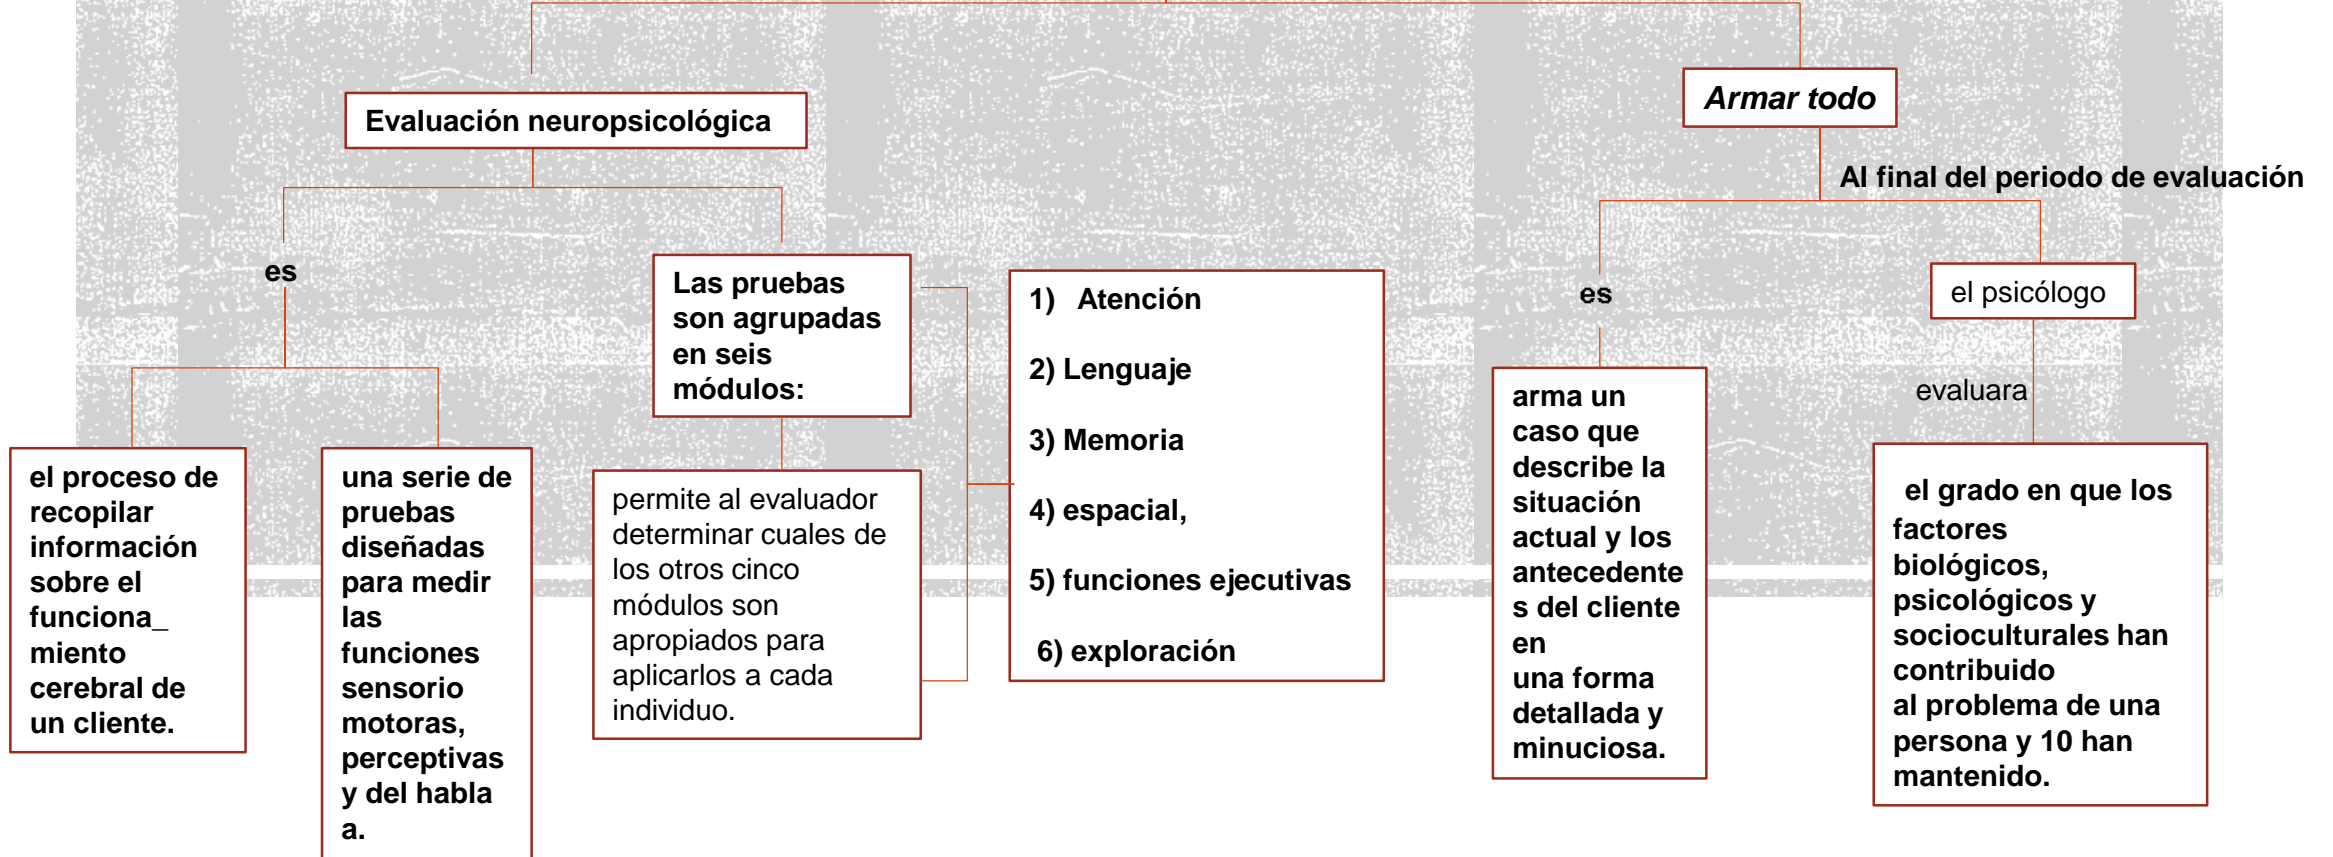 Evaluación neuropsicológica
Armar todo
Al final del periodo de evaluación
es
Las pruebas
son agrupadas
en seis
módulos:
1) Atención
2) Lenguaje
3) Memoria
4) espacial,
5) funciones ejecutivas
6) exploración
es
el psicólogo
evaluara
el proceso de
recopilar
información
sobre el
funciona_
miento
cerebral de
un cliente.
una serie de
pruebas
diseñadas
para medir
las
funciones
sensorio
motoras,
perceptivas
y del habla
a.
permite al evaluador
determinar cuales de
los otros cinco
módulos son
apropiados para
aplicarlos a cada
individuo.
arma un
caso que
describe la
situación
actual y los
antecedente
s del cliente
en
una forma
detallada y
minuciosa.
el grado en que los
factores
biológicos,
psicológicos y
socioculturales han
contribuido
al problema de una
persona y 10 han
mantenido.